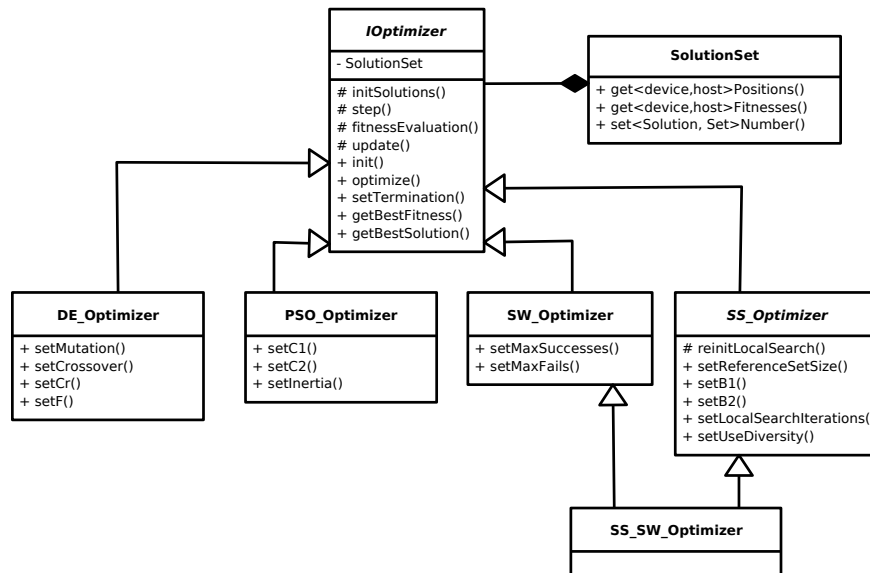 IOptimizer
- SolutionSet
# initSolutions()
# step()
# fitnessEvaluation()
# update()
+ init()
+ optimize()
+ setTermination()
+ getBestFitness()
+ getBestSolution()
SolutionSet
+ get<device,host>Positions()
+ get<device,host>Fitnesses()
+ set<Solution, Set>Number()
DE_Optimizer
+ setMutation()
+ setCrossover()
+ setCr()
+ setF()
PSO_Optimizer
+ setC1()
+ setC2()
+ setInertia()
SW_Optimizer
+ setMaxSuccesses()
+ setMaxFails()
SS_Optimizer
# reinitLocalSearch()
+ setReferenceSetSize()
+ setB1()
+ setB2()
+ setLocalSearchIterations(
+ setUseDiversity()
SS_SW_Optimizer